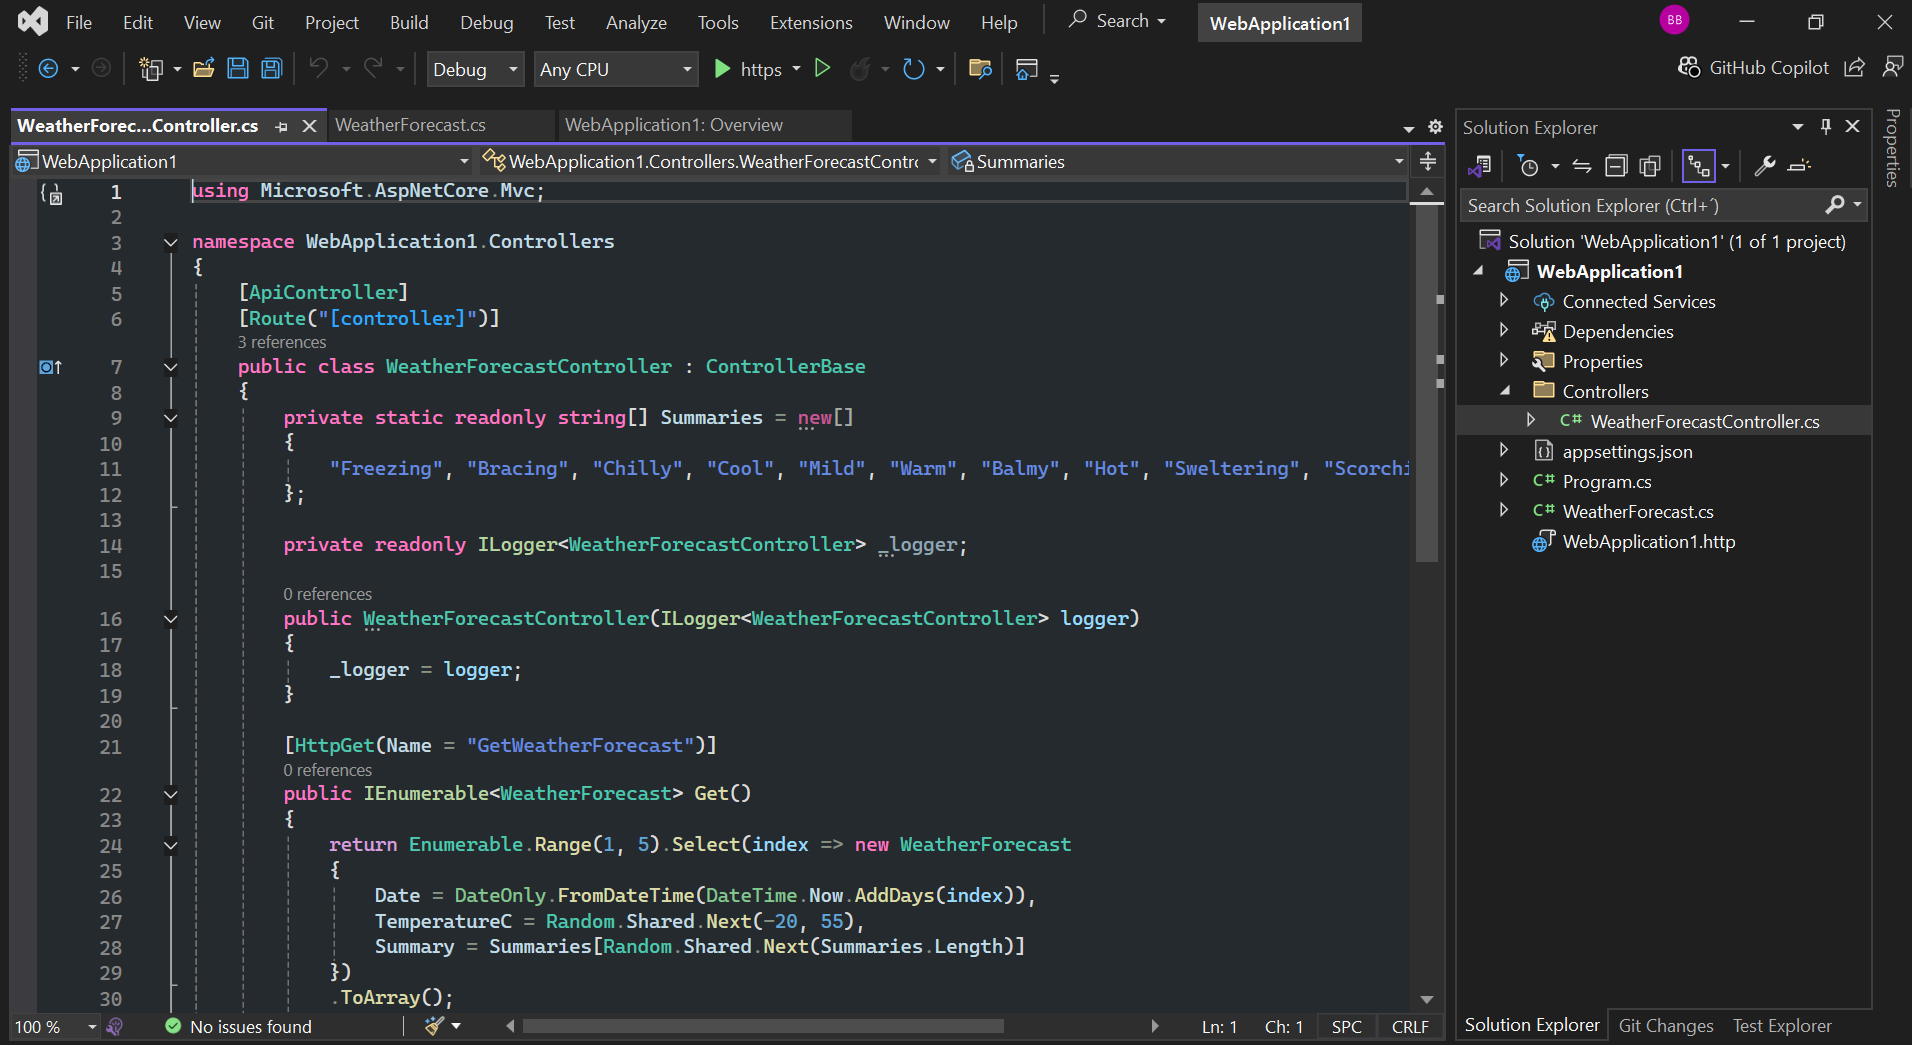 File Edit View Git Project Build Debug Test Analyze Tools Extensions Window Help Search WebApplication1 BB
Debug Any CPU https GitHub Copilot
WeatherForec...Controller.cs WeatherForecast.cs WebApplication1: Overview
WebApplication1 WebApplication1.Controllers.WeatherForecastContr Summaries
1 using Microsoft.AspNetCore.Mvc;
2
3 namespace WebApplication1.Controllers
4 {
5 [ApiController]
6 [Route("[controller]")]
3 references
7 public class WeatherForecastController : ControllerBase
8 {
9 private static readonly string[] Summaries = new[]
10 {
11 "Freezing", "Bracing", "Chilly", "Cool", "Mild", "Warm", "Balmy", "Hot", "Sweltering", "Scorchi
12 };
13
14 private readonly ILogger<WeatherForecastController> _logger;
15
0 references
16 public WeatherForecastController(ILogger<WeatherForecastController> logger)
17 {
18 _logger = logger;
19 }
20
21 [HttpGet(Name = "GetWeatherForecast")]
0 references
22 public IEnumerable<WeatherForecast> Get()
23 {
24 return Enumerable.Range(1, 5).Select(index => new WeatherForecast
25 {
26 Date = DateOnly.FromDateTime(DateTime.Now.AddDays(index)),
27 TemperatureC = Random.Shared.Next(-20, 55),
28 Summary = Summaries[Random.Shared.Next(Summaries.Length)]
29 })
30 .ToArray();
100 % No issues found Ln: 1 Ch: 1 SPC CRLF
Solution Explorer
Search Solution Explorer (Ctrl+´)
Solution 'WebApplication1' (1 of 1 project)
WebApplication1
Connected Services
Dependencies
Properties
Controllers
C# WeatherForecastController.cs
appsettings.json
C# Program.cs
C# WeatherForecast.cs
WebApplication1.http
Solution Explorer Git Changes Test Explorer
Properties